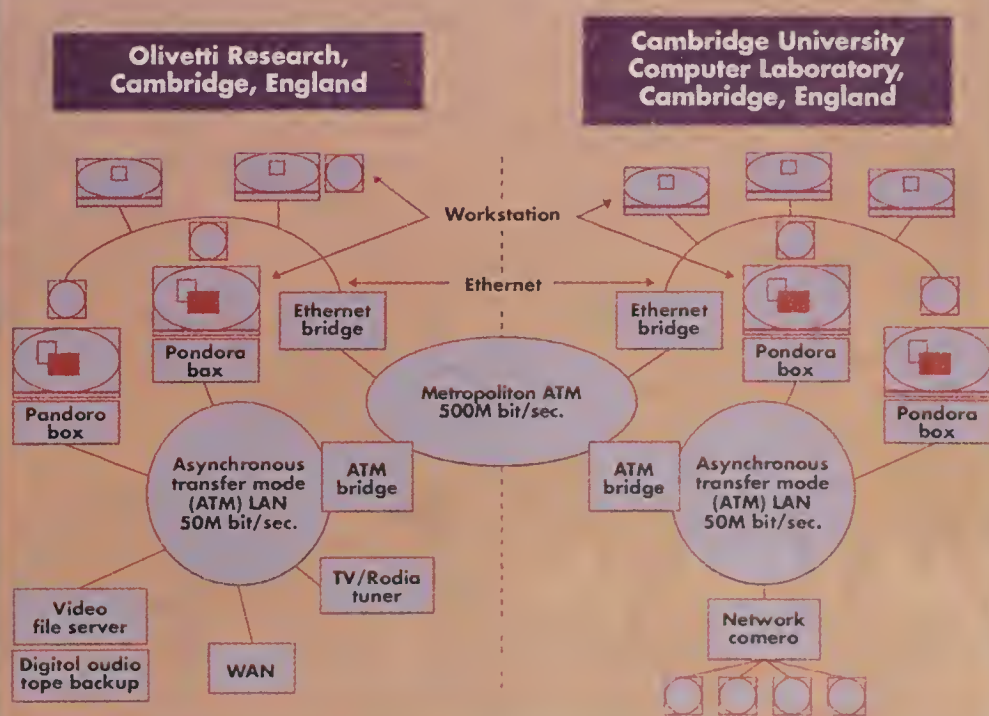 Olivetti Research,
Cambridge, England
Cambridge University
Computer Laboratory,
Cambridge, England
Workstation
Ethernet
Ethernet
bridge
Ethernet
bridge
Pondora
bax
Pondora
box
Pandoro
box
Pondora
box
Metropoliton ATM
500M bit/sec.
Asynchronous
transfer mode
(ATM) LAN
50M bit/sec.
ATM
bridge
ATM
bridge
Asynchronous
transfer mode
(ATM) LAN
50M bit/sec.
TV/Rodia
tuner
Video
file server
Digitol oudio
tope backup
WAN
Network
comero